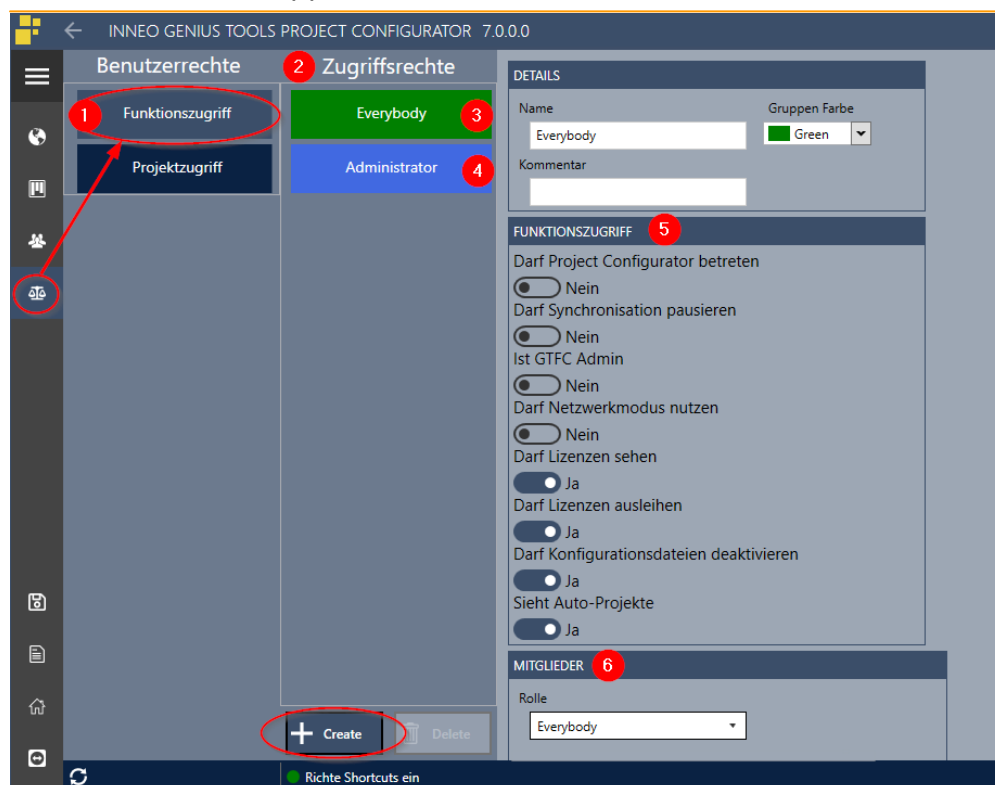 INNEO GENIUS TOOLS PROJECT CONFIGURATOR 7.0.0.0
Benutzerrechte
2 Zugriffsrechte
1 Funktionszugriff
Projektzugriff
Everybody 3
Administrator 4
DETAILS
Name
Gruppen Farbe
Everybody
Green
Kommentar
FUNKTIONSZUGRIFF 5
Darf Project Configurator betreten
Nein
Darf Synchronisation pausieren
Nein
Ist GTFC Admin
Nein
Darf Netzwerkmodus nutzen
Nein
Darf Lizenzen sehen
Ja
Darf Lizenzen ausleihen
Ja
Darf Konfigurationsdateien deaktivieren
Ja
Sieht Auto-Projekte
Ja
MITGLIEDER 6
Rolle
Everybody
Create
Delete
Richte Shortcuts ein